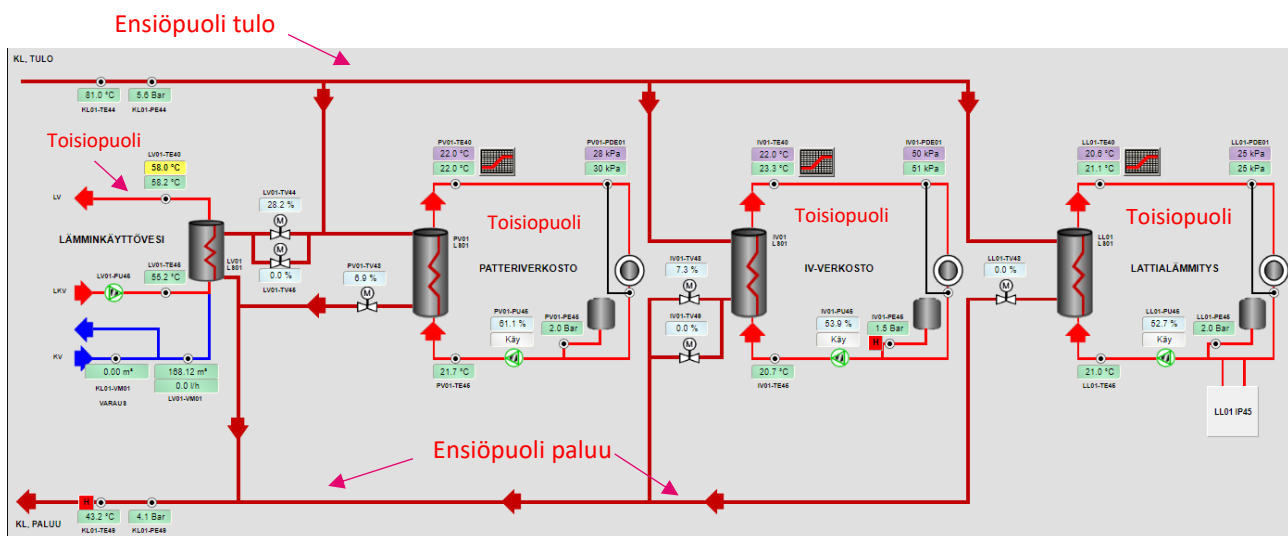 Ensiöpuoli tulo
KL, TULO
81.0 °C
5.6 Bar
KL01-TE44
KL01-PE44
Toisiopuoli
LV01-TE40
58.0 °C
58.2 °C
LV
LÄMMINKÄYTTÖVESI
LV01
LS01
LV01-TV44
28.2 %
M
M
0.0 %
LV01-TV45
LV01-PU45
LV01-TE45
55.2 °C
LKV
KV
0.00 m³
KL01-VM01
VARAUS
168.12 m³
0.0 l/h
LV01-VM01
PV01-TV43
6.9 %
M
PV01-TE40
22.0 °C
22.0 °C
PV01-PDE01
28 kPa
30 kPa
Toisiopuoli
PV01
LS01
PATTERIVERKOSTO
PV01-PU45
61.1 %
Käy
PV01-PE45
2.0 Bar
21.7 °C
PV01-TE45
IV01-TV43
7.3 %
M
0.0 %
M
IV01-TE40
22.0 °C
23.3 °C
IV01-PDE01
50 kPa
51 kPa
Toisiopuoli
IV01
LS01
IV-VERKOSTO
IV01-PU45
53.9 %
Käy
IV01-PE45
1.5 Bar
H
20.7 °C
IV01-TE45
LL01-TV43
0.0 %
M
LL01-TE40
20.6 °C
21.1 °C
LL01-PDE01
25 kPa
25 kPa
Toisiopuoli
LL01
LS01
LATTIALÄMMITYS
LL01-PU45
52.7 %
Käy
LL01-PE45
2.0 Bar
21.0 °C
LL01-TE45
LL01 IP45
Ensiöpuoli paluu
KL, PALUU
H
43.2 °C
4.1 Bar